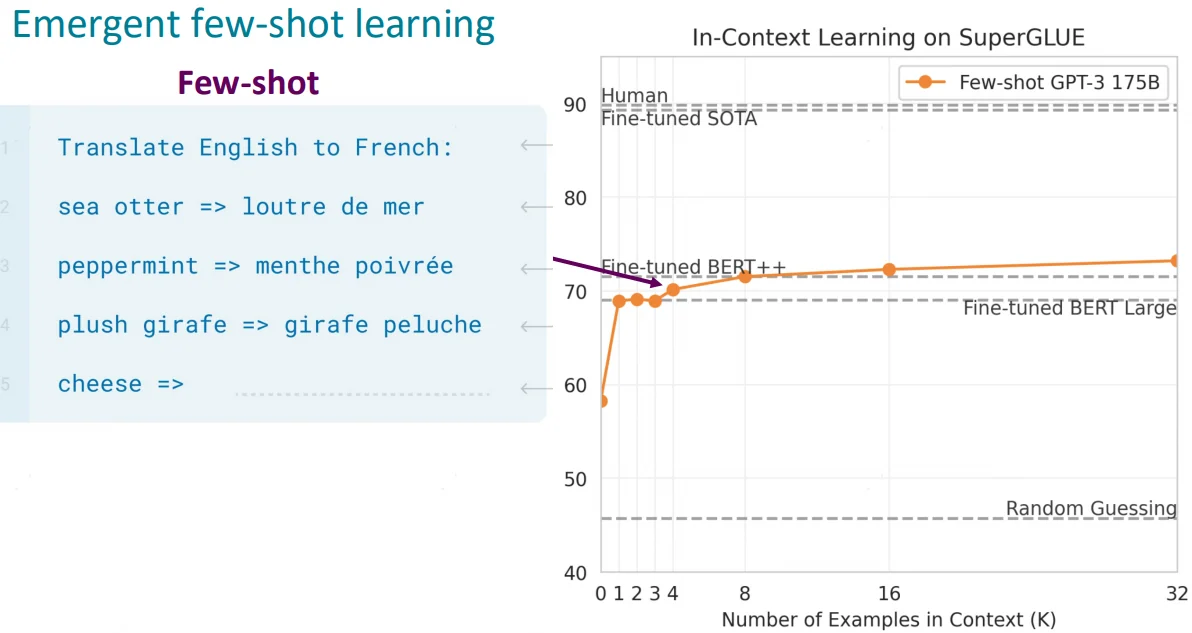 Emergent few-shot learning
Few-shot
1 Translate English to French:
2 sea otter => loutre de mer
3 peppermint => menthe poivrée
4 plush girafe => girafe peluche
5 cheese =>
In-Context Learning on SuperGLUE
Few-shot GPT-3 175B
90
Human
Fine-tuned SOTA
80
Fine-tuned BERT++
70
Fine-tuned BERT Large
60
50
Random Guessing
40
0 1 2 3 4 8 16 32
Number of Examples in Context (K)